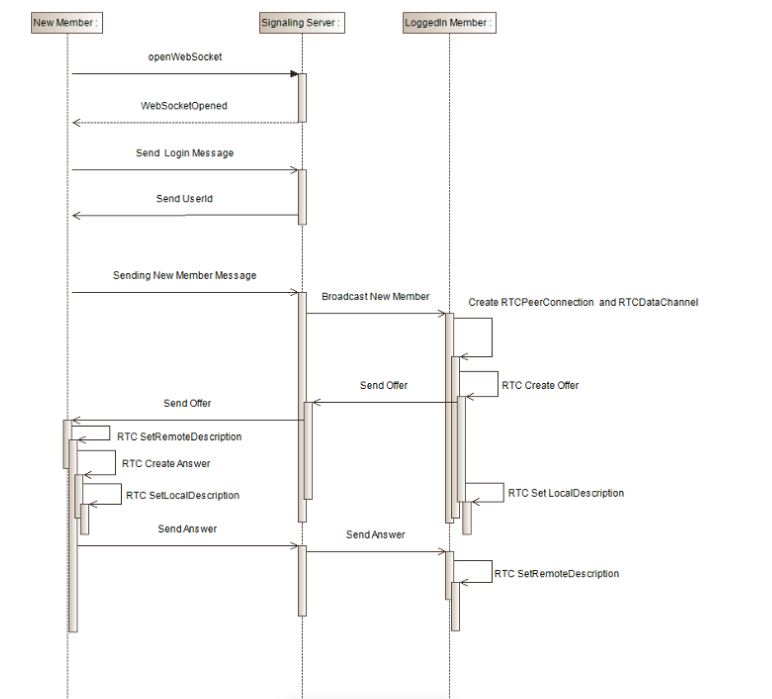 New Member :
Signaling Server :
LoggedIn Member :
openWebSocket
WebSocketOpened
Send Login Message
Send UserId
Sending New Member Message
Broadcast New Member
Create RTCPeerConnection and RTCDataChannel
RTC Create Offer
Send Offer
Send Offer
RTC SetRemoteDescription
RTC Create Answer
RTC SetLocalDescription
RTC Set LocalDescription
Send Answer
Send Answer
RTC SetRemoteDescription